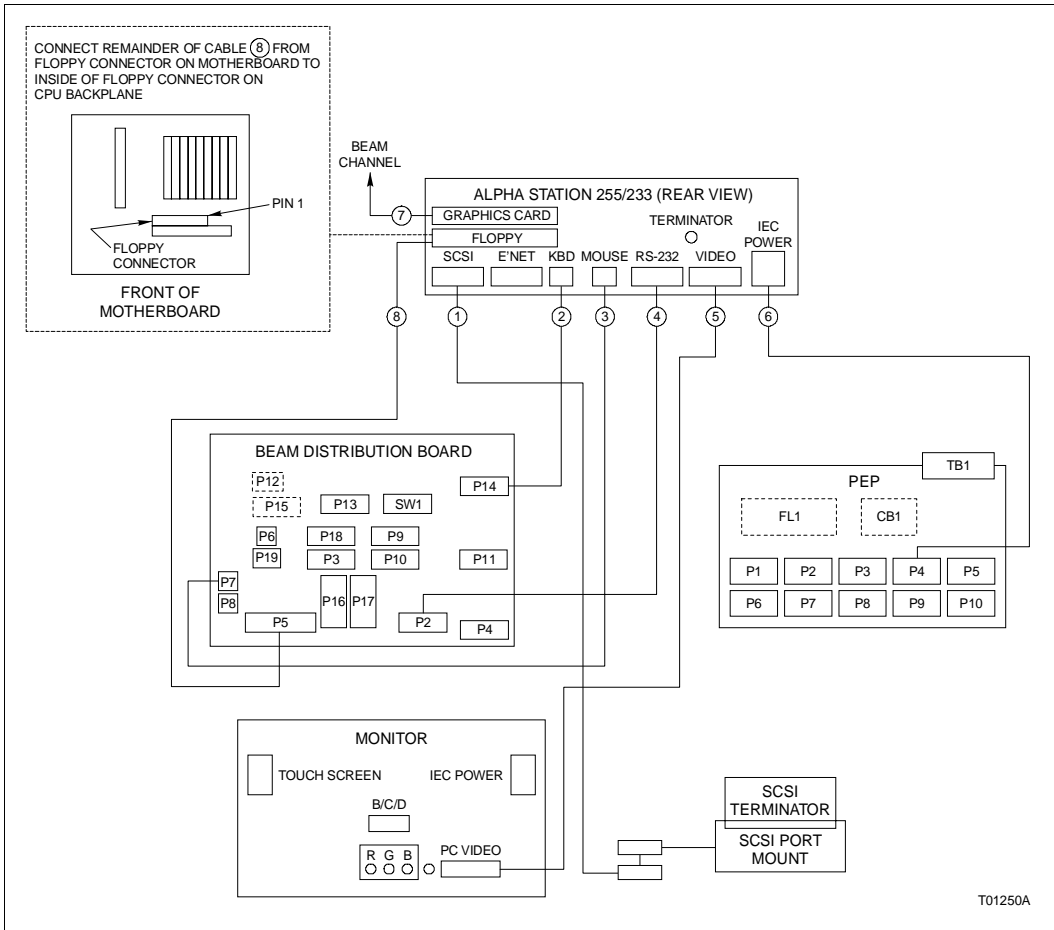 CONNECT REMAINDER OF CABLE 8 FROM
FLOPPY CONNECTOR ON MOTHERBOARD TO
INSIDE OF FLOPPY CONNECTOR ON
CPU BACKPLANE
PIN 1
FLOPPY
CONNECTOR
FRONT OF
MOTHERBOARD
BEAM
CHANNEL
7
ALPHA STATION 255/233 (REAR VIEW)
GRAPHICS CARD
TERMINATOR
IEC
POWER
FLOPPY
SCSI E'NET KBD MOUSE RS-232 VIDEO
8 1 2 3 4 5 6
BEAM DISTRIBUTION BOARD
P12
P14
P15
P13
SW1
P6
P18
P9
P19
P3
P10
P11
P7
P8
P16
P17
P5
P2
P4
TB1
PEP
FL1
CB1
P1 P2 P3 P4 P5
P6 P7 P8 P9 P10
MONITOR
TOUCH SCREEN
IEC POWER
B/C/D
R G B
PC VIDEO
SCSI
TERMINATOR
SCSI PORT
MOUNT
T01250A